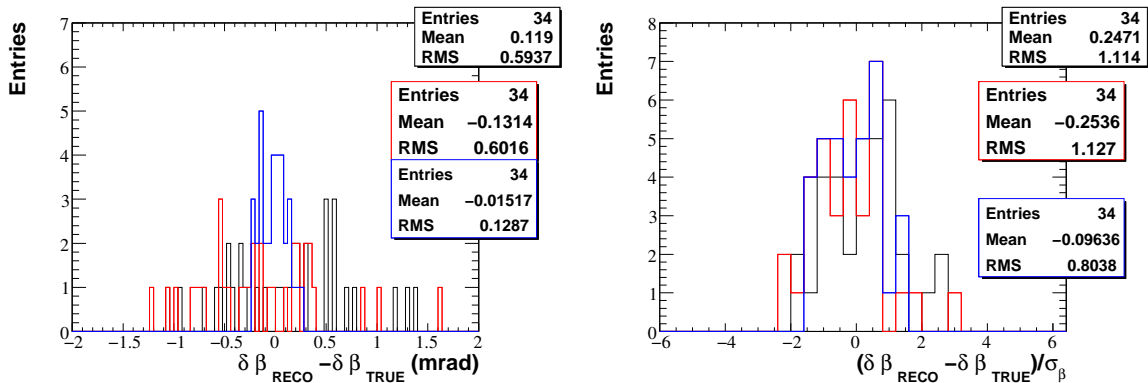 Entries 34
Mean 0.119
RMS 0.5937
Entries 34
Mean −0.1314
RMS 0.6016
Entries 34
Mean −0.01517
RMS 0.1287
Entries
7
6
5
4
3
2
1
0
−2 −1.5 −1 −0.5 0 0.5 1 1.5 2
δ β RECO −δ β TRUE (mrad)
Entries 34
Mean 0.2471
RMS 1.114
Entries 34
Mean −0.2536
RMS 1.127
Entries 34
Mean −0.09636
RMS 0.8038
Entries
8
7
6
5
4
3
2
1
0
−6 −4 −2 0 2 4 6
(δ β RECO −δ β TRUE)/σβ